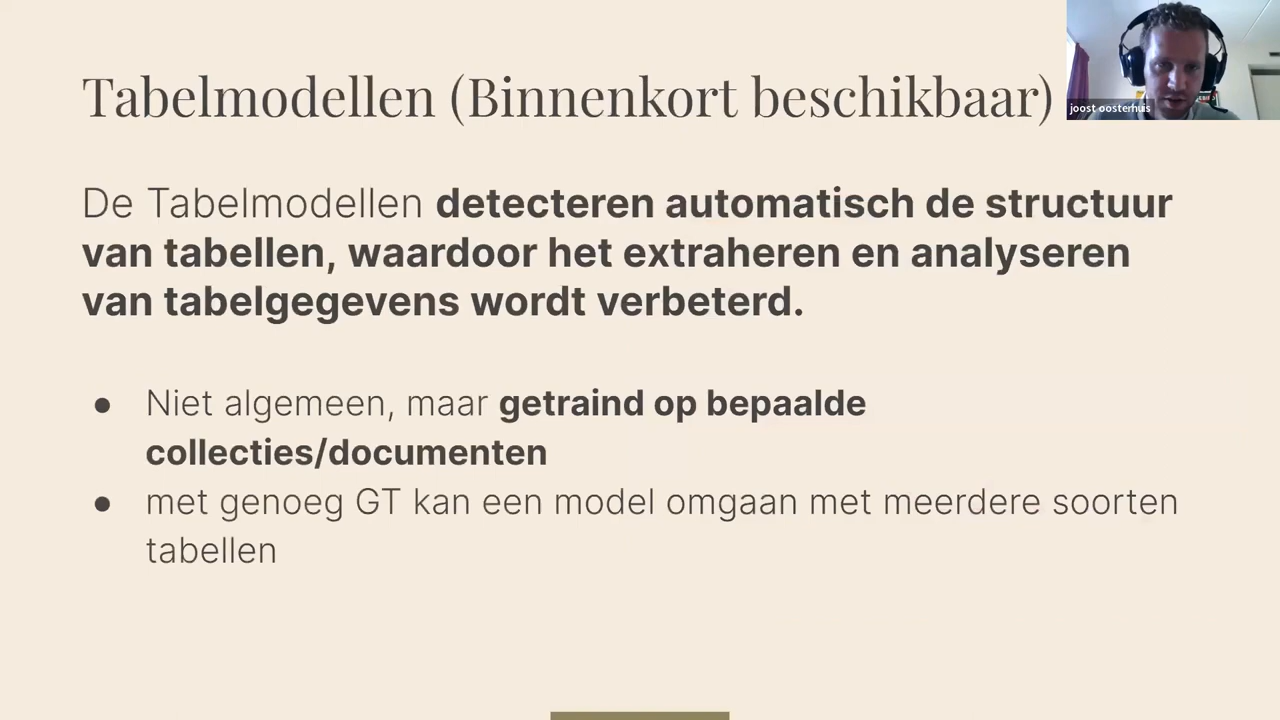 Tabelmodellen (Binnenkort beschikbaar)
joost oosterhuis
De Tabelmodellen detecteren automatisch de structuur
van tabellen, waardoor het extraheren en analyseren
van tabelgegevens wordt verbeterd.
● Niet algemeen, maar getraind op bepaalde
collecties/documenten
● met genoeg GT kan een model omgaan met meerdere soorten
tabellen